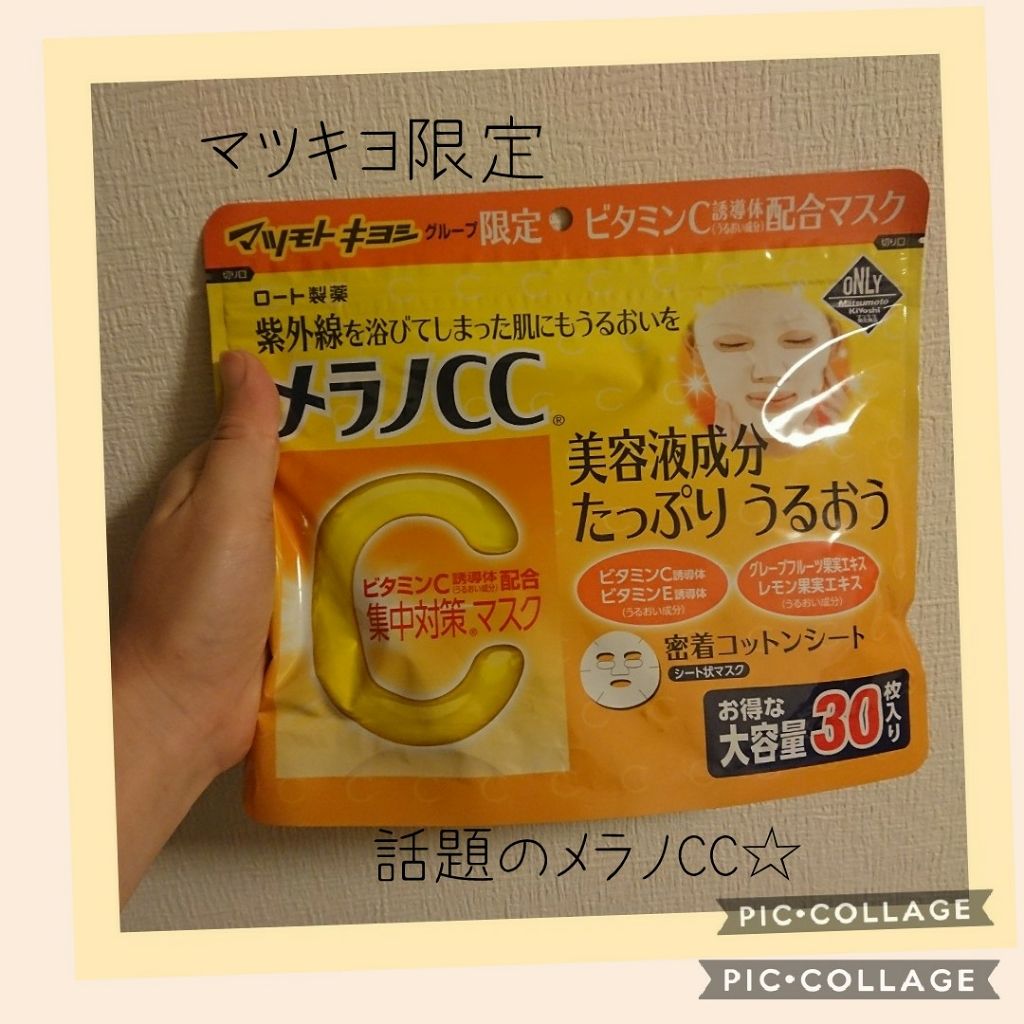 マツキヨ限定
マツモトキヨシ グループ限定 ビタミンC誘導体(うるおい成分)配合マスク
切り口
切り口
ロート製薬
ONLY
Matsumoto
KiYoshi
紫外線を浴びてしまった肌にもうるおいを
メラノCC®
美容液成分
たっぷり うるおう
C
ビタミンC誘導体(うるおい成分)配合
集中対策®マスク
ビタミンC誘導体
ビタミンE誘導体
(うるおい成分)
グレープフルーツ果実エキス
レモン果実エキス
(うるおい成分)
密着コットンシート
シート状マスク
お得な
大容量30枚入り
話題のメラノCC☆
PIC•COLLAGE
PIC•COLLAGE